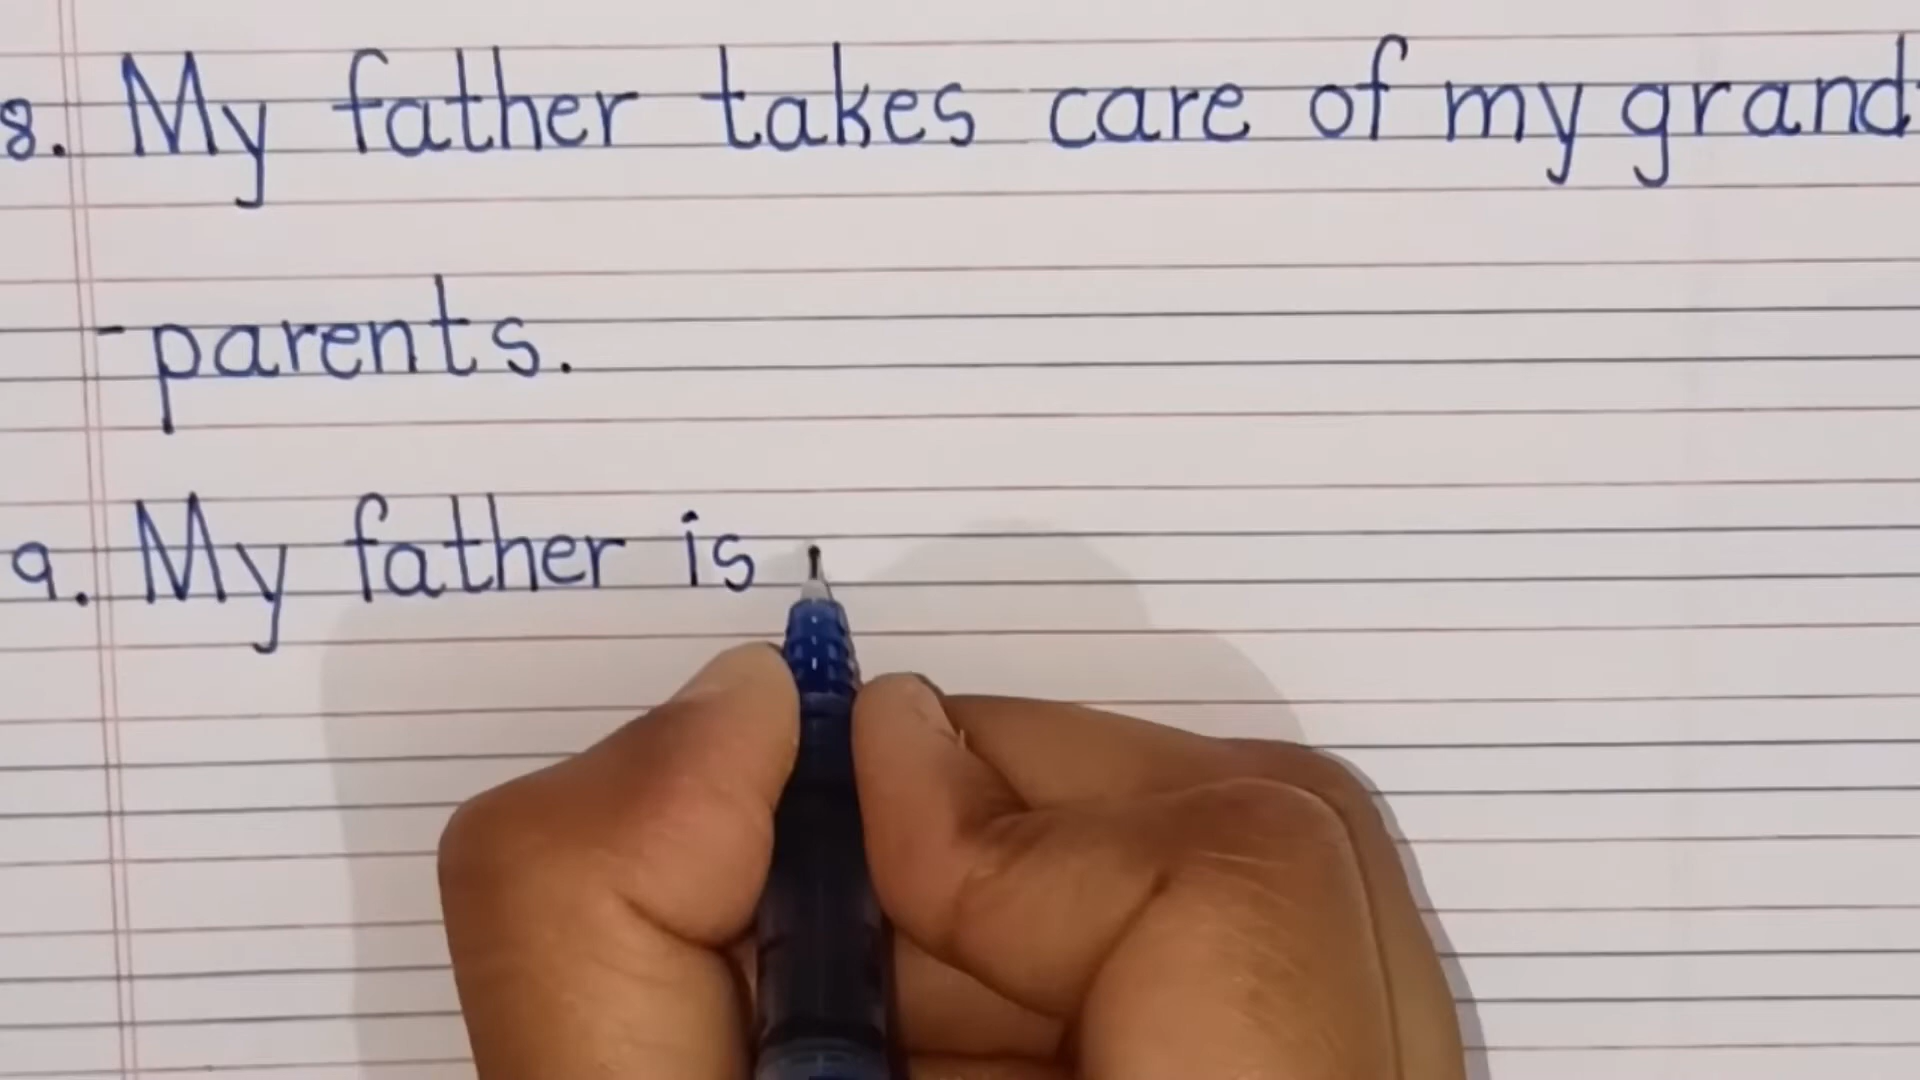 8. My father takes care of my grand
-parents.
9. My father is